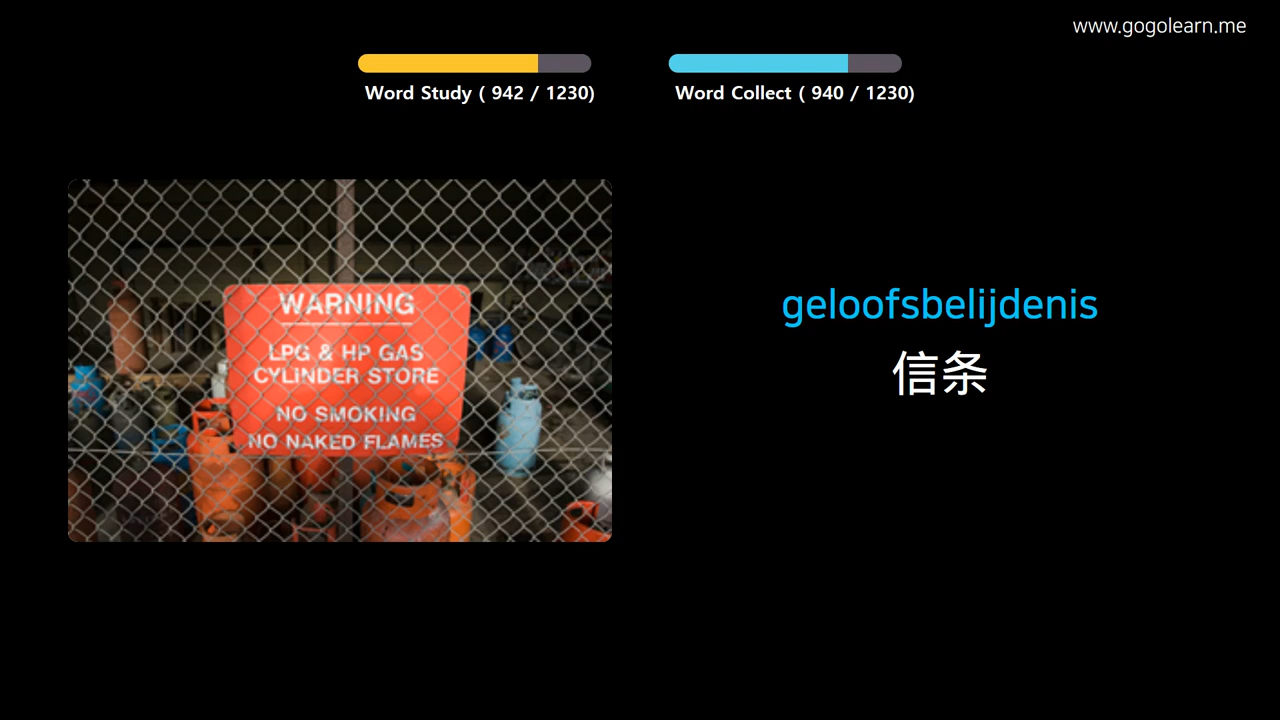 www.gogolearn.me
Word Study ( 942 / 1230)
Word Collect ( 940 / 1230)
WARNING
LPG & HP GAS
CYLINDER STORE
NO SMOKING
NO NAKED FLAMES
geloofsbelijdenis
信条